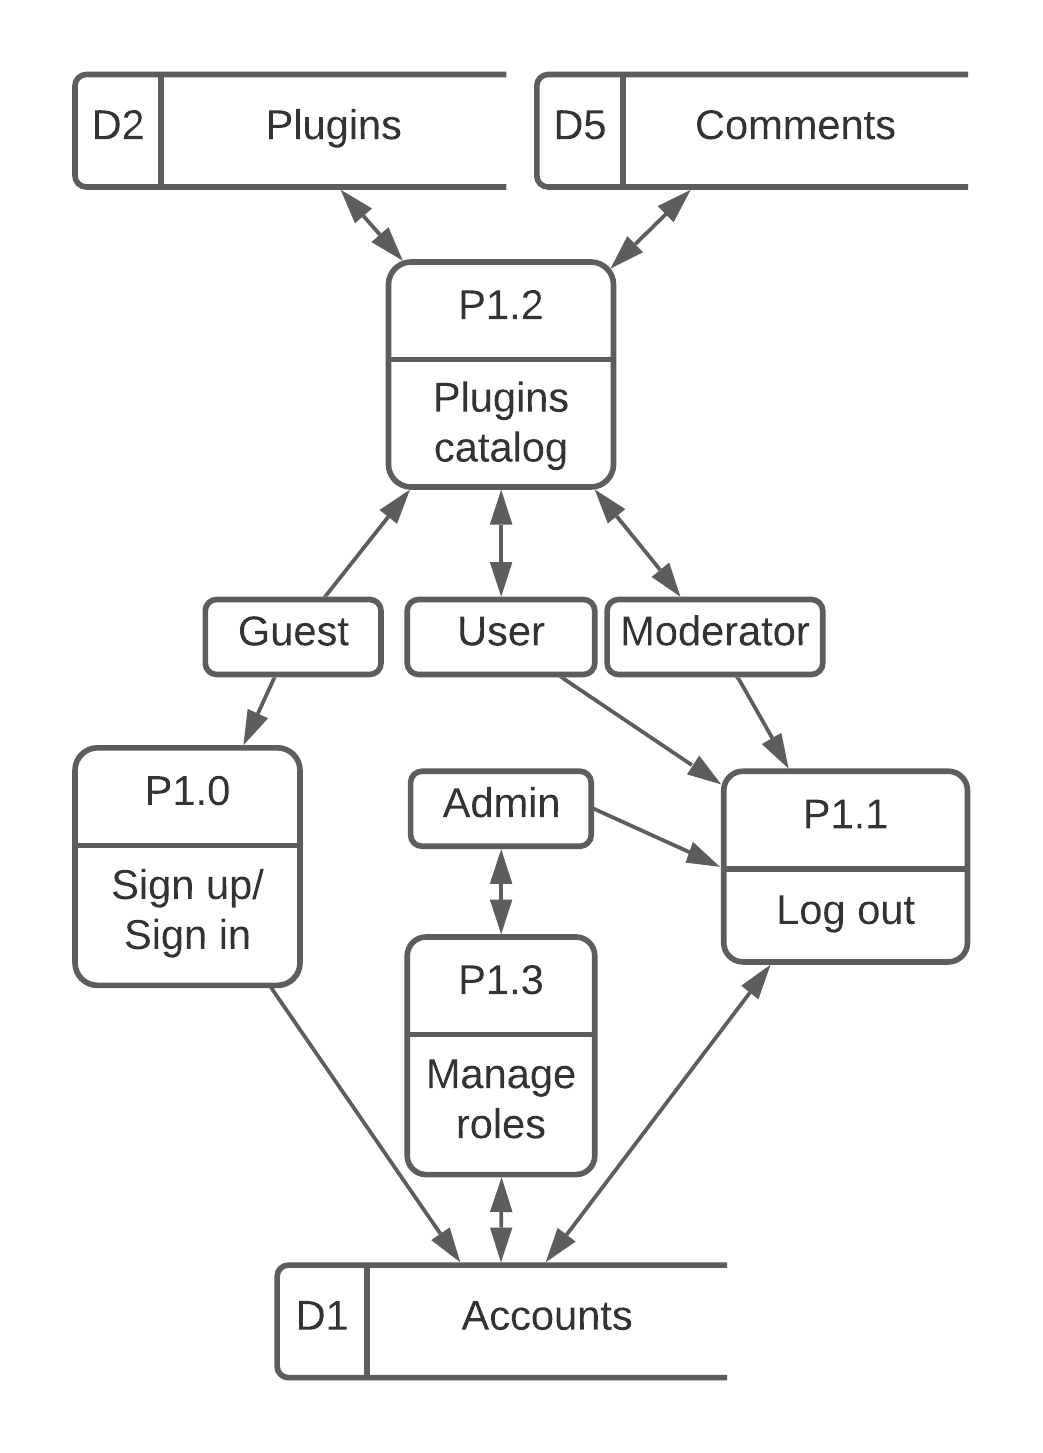 D2
Plugins
D5
Comments
P1.2
Plugins
catalog
Guest
User
Moderator
P1.0
Sign up/
Sign in
Admin
P1.1
Log out
P1.3
Manage
roles
D1
Accounts